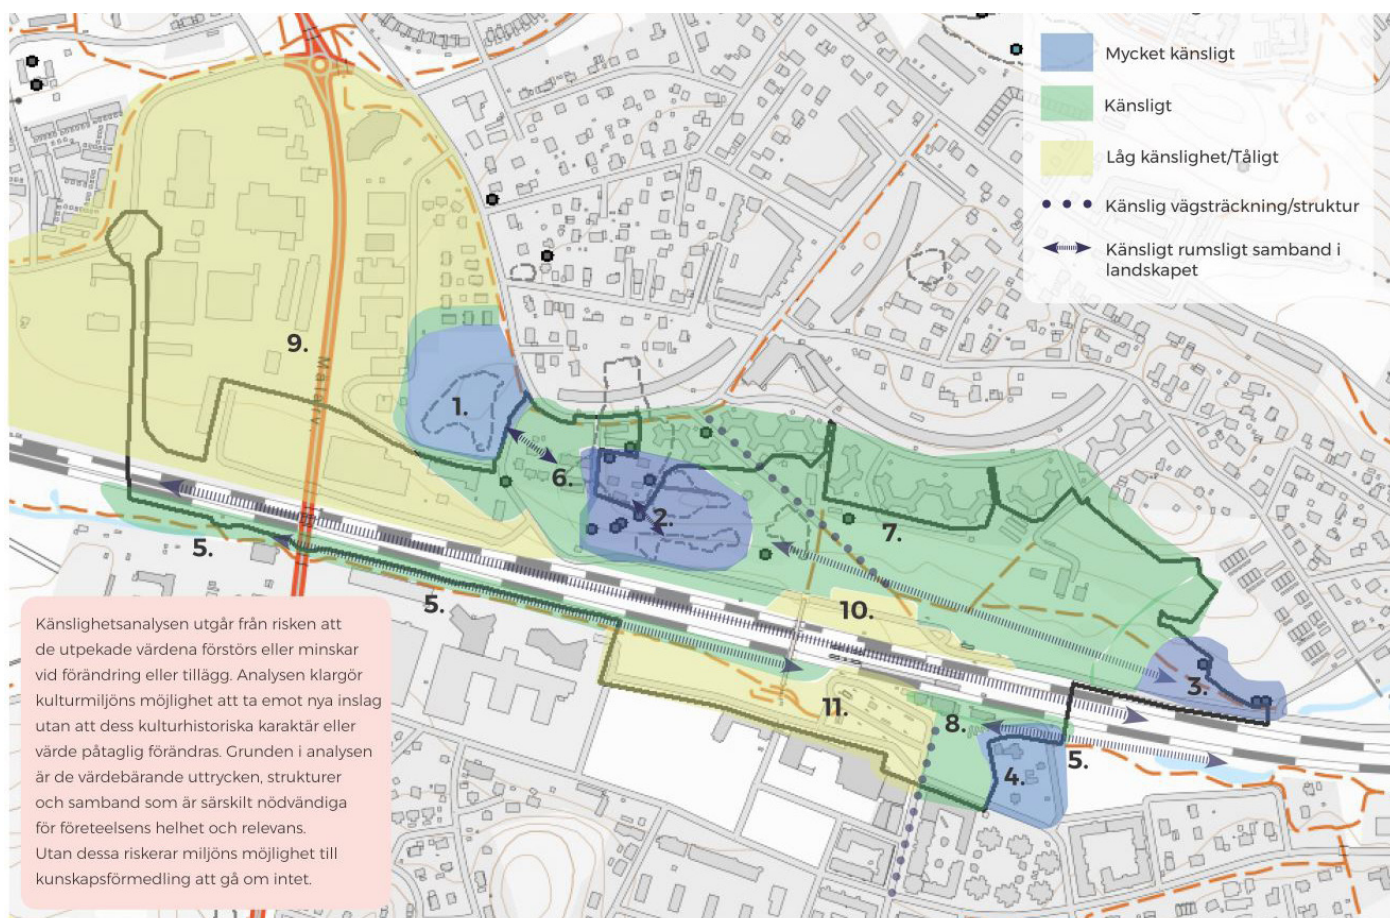 Mycket känsligt
Känsligt
Låg känslighet/Tåligt
Känslig vägsträckning/struktur
Känsligt rumsligt samband i
landskapet
9.
1.
6.
2.
7.
5.
5.
10.
3.
11.
8.
5.
4.
Känslighetsanalysen utgår från risken att
de utpekade värdena förstörs eller minskar
vid förändring eller tillägg. Analysen klargör
kulturmiljöns möjlighet att ta emot nya inslag
utan att dess kulturhistoriska karaktär eller
värde påtaglig förändras. Grunden i analysen
är de värdebärande uttrycken, strukturer
och samband som är särskilt nödvändiga
för företeelsens helhet och relevans.
Utan dessa riskerar miljöns möjlighet till
kunskapsförmedling att gå om intet.